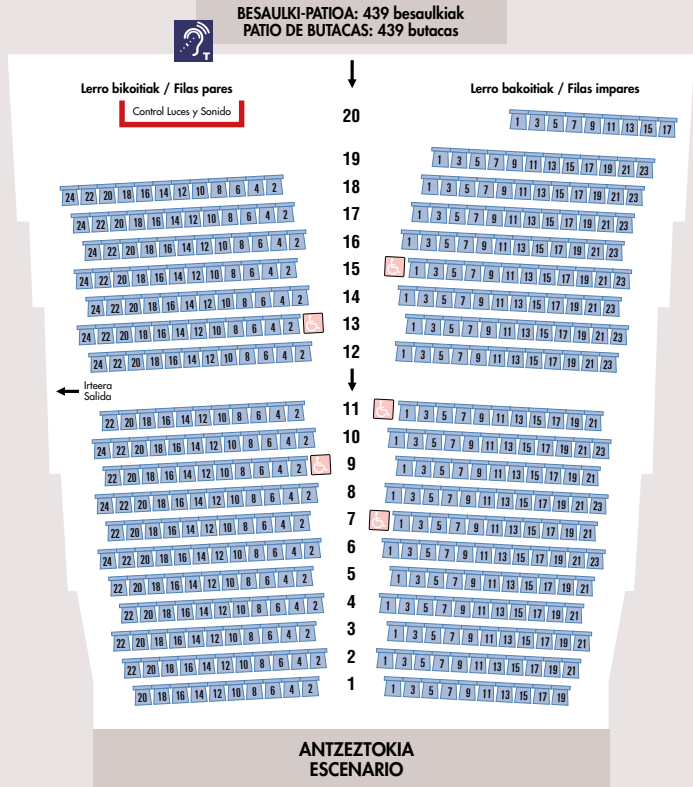 BESAULKI-PATIOA: 439 besaulkiak
PATIO DE BUTACAS: 439 butacas
T
Lerro bikoitiak / Filas pares
Lerro bakoitiak / Filas impares
Control Luces y Sonido
20 1 3 5 7 9 11 13 15 17
19 1 3 5 7 9 11 13 15 17 19 21 23
24 22 20 18 16 14 12 10 8 6 4 2 18 1 3 5 7 9 11 13 15 17 19 21 23
24 22 20 18 16 14 12 10 8 6 4 2 17 1 3 5 7 9 11 13 15 17 19 21 23
24 22 20 18 16 14 12 10 8 6 4 2 16 1 3 5 7 9 11 13 15 17 19 21 23
24 22 20 18 16 14 12 10 8 6 4 2 15 1 3 5 7 9 11 13 15 17 19 21 23
24 22 20 18 16 14 12 10 8 6 4 2 14 1 3 5 7 9 11 13 15 17 19 21 23
24 22 20 18 16 14 12 10 8 6 4 2 13 1 3 5 7 9 11 13 15 17 19 21 23
24 22 20 18 16 14 12 10 8 6 4 2 12 1 3 5 7 9 11 13 15 17 19 21 23
Irteera
Salida
22 20 18 16 14 12 10 8 6 4 2 11 1 3 5 7 9 11 13 15 17 19 21
24 22 20 18 16 14 12 10 8 6 4 2 10 1 3 5 7 9 11 13 15 17 19 21 23
22 20 18 16 14 12 10 8 6 4 2 9 1 3 5 7 9 11 13 15 17 19 21
24 22 20 18 16 14 12 10 8 6 4 2 8 1 3 5 7 9 11 13 15 17 19 21 23
22 20 18 16 14 12 10 8 6 4 2 7 1 3 5 7 9 11 13 15 17 19 21
24 22 20 18 16 14 12 10 8 6 4 2 6 1 3 5 7 9 11 13 15 17 19 21 23
22 20 18 16 14 12 10 8 6 4 2 5 1 3 5 7 9 11 13 15 17 19 21
22 20 18 16 14 12 10 8 6 4 2 4 1 3 5 7 9 11 13 15 17 19 21
22 20 18 16 14 12 10 8 6 4 2 3 1 3 5 7 9 11 13 15 17 19 21
22 20 18 16 14 12 10 8 6 4 2 2 1 3 5 7 9 11 13 15 17 19 21
20 18 16 14 12 10 8 6 4 2 1 1 3 5 7 9 11 13 15 17 19
ANTZEZTOKIA
ESCENARIO